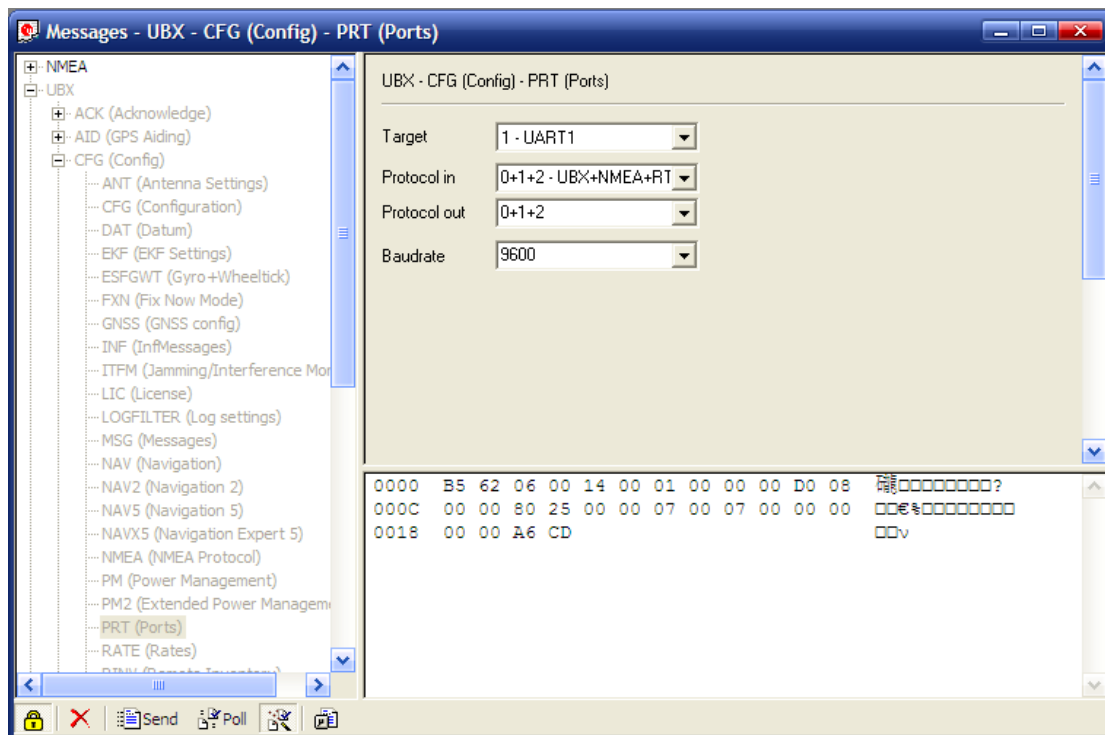 Messages - UBX - CFG (Config) - PRT (Ports)
NMEA
UBX
ACK (Acknowledge)
AID (GPS Aiding)
CFG (Config)
ANT (Antenna Settings)
CFG (Configuration)
DAT (Datum)
EKF (EKF Settings)
ESFGWT (Gyro+Wheeltick)
FXN (Fix Now Mode)
GNSS (GNSS config)
INF (InfMessages)
ITFM (Jamming/Interference Mor
LIC (License)
LOGFILTER (Log settings)
MSG (Messages)
NAV (Navigation)
NAV2 (Navigation 2)
NAV5 (Navigation 5)
NAVX5 (Navigation Expert 5)
NMEA (NMEA Protocol)
PM (Power Management)
PM2 (Extended Power Managem
PRT (Ports)
RATE (Rates)
RINV (Remote Inventory)
UBX - CFG (Config) - PRT (Ports)
Target 1 - UART1
Protocol in 0+1+2 - UBX+NMEA+RT
Protocol out 0+1+2
Baudrate 9600
0000 B5 62 06 00 14 00 01 00 00 00 D0 08 □□□□□□□□□?
000C 00 00 80 25 00 00 07 00 07 00 00 00 □□€%□□□□□□□□
0018 00 00 A6 CD □□ν
Send Poll